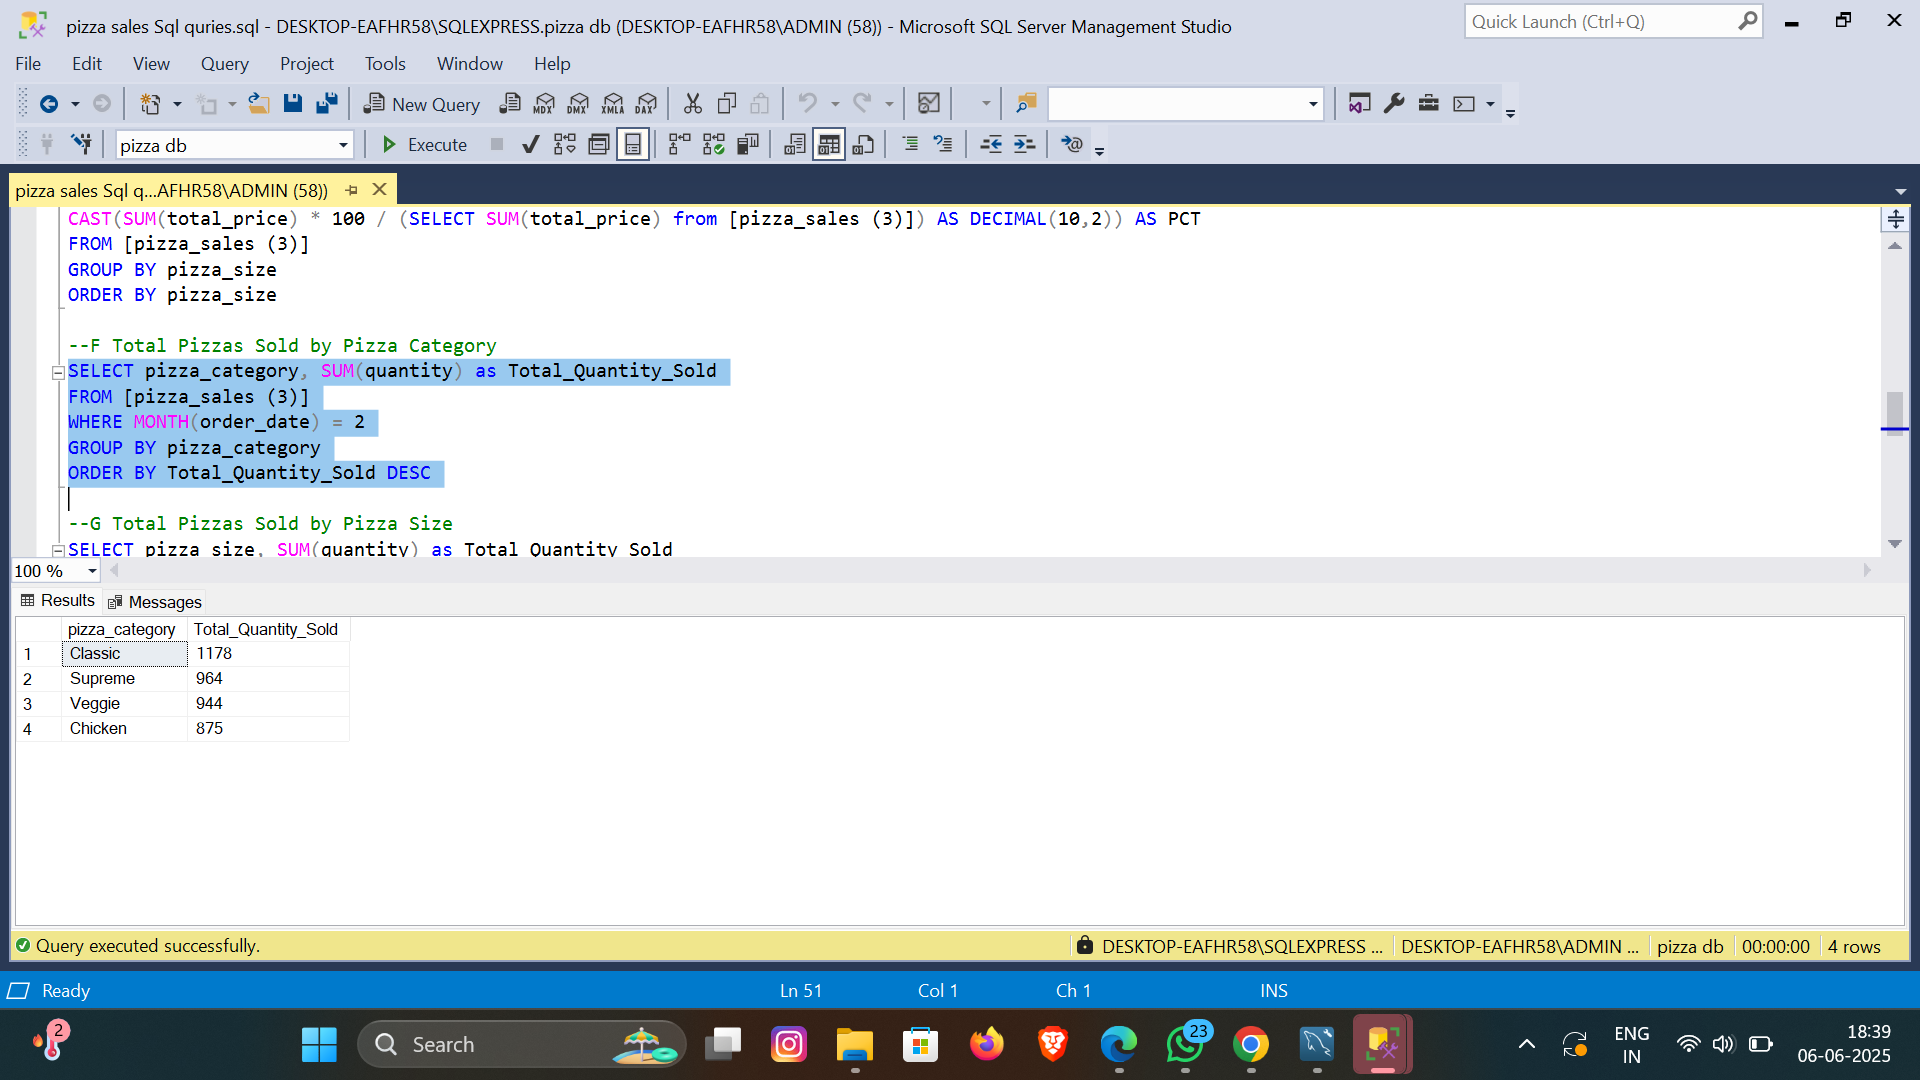 pizza sales Sql quries.sql - DESKTOP-EAFHR58\SQLEXPRESS.pizza db (DESKTOP-EAFHR58\ADMIN (58)) - Microsoft SQL Server Management Studio
Quick Launch (Ctrl+Q)
File Edit View Query Project Tools Window Help
New Query MDX DMX XMLA DAX
pizza db Execute
pizza sales Sql q...AFHR58\ADMIN (58))
CAST(SUM(total_price) * 100 / (SELECT SUM(total_price) from [pizza_sales (3)]) AS DECIMAL(10,2)) AS PCT
FROM [pizza_sales (3)]
GROUP BY pizza_size
ORDER BY pizza_size
--F Total Pizzas Sold by Pizza Category
SELECT pizza_category, SUM(quantity) as Total_Quantity_Sold
FROM [pizza_sales (3)]
WHERE MONTH(order_date) = 2
GROUP BY pizza_category
ORDER BY Total_Quantity_Sold DESC
--G Total Pizzas Sold by Pizza Size
SELECT pizza_size, SUM(quantity) as Total_Quantity_Sold
100 %
Results Messages
pizza_category Total_Quantity_Sold
1 Classic 1178
2 Supreme 964
3 Veggie 944
4 Chicken 875
Query executed successfully. DESKTOP-EAFHR58\SQLEXPRESS ... DESKTOP-EAFHR58\ADMIN ... pizza db 00:00:00 4 rows
Ready Ln 51 Col 1 Ch 1 INS
2
Search
23
ENG
IN
18:39
06-06-2025